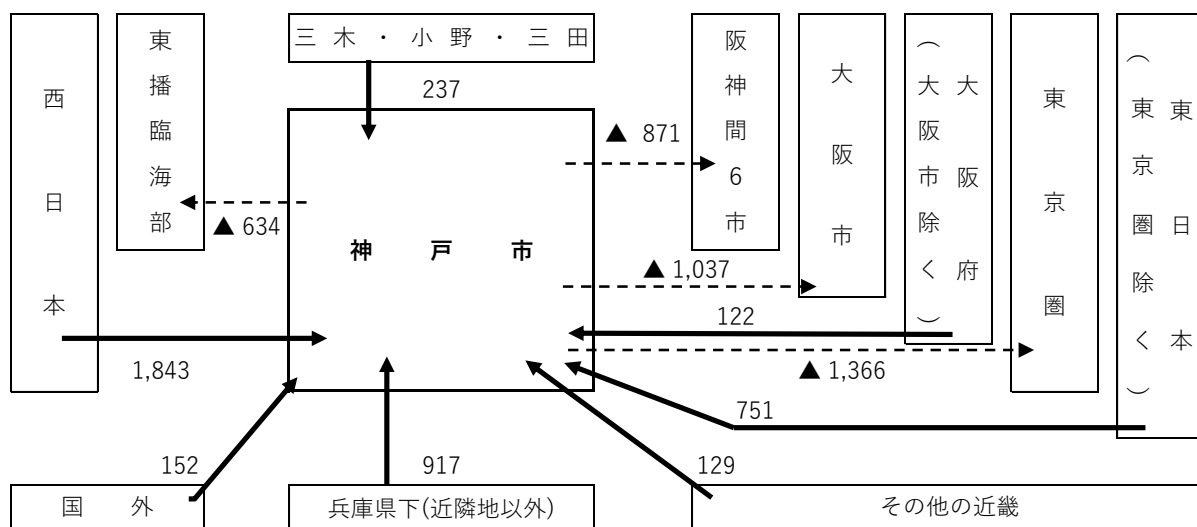 西日本
東播臨海部
三木・小野・三田
阪神間6市
大阪市
大阪府
(大阪市除く)
東京圏
東日本
(東京圏除く)
237
▲ 871
▲ 634
神戸市
▲ 1,037
122
1,843
▲ 1,366
751
152
917
129
国外
兵庫県下(近隣地以外)
その他の近畿